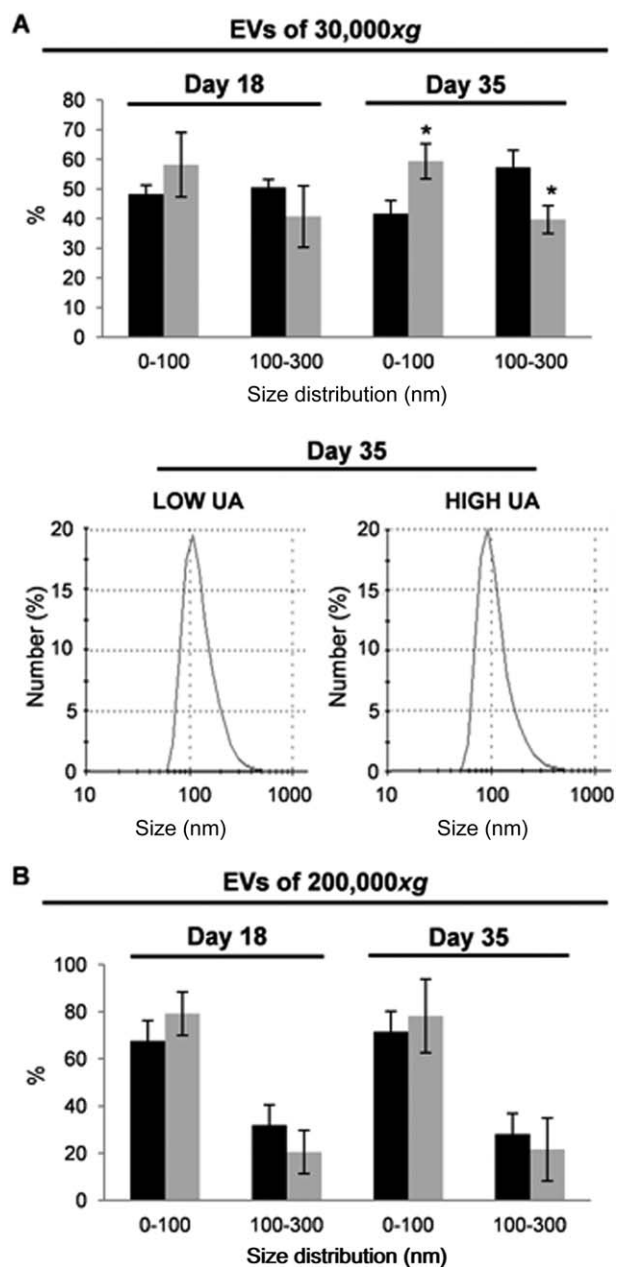 A
EVs of 30,000xg
Day 18 Day 35
80
70
60
50
40
30
20
10
0
%
* *
0-100 100-300 0-100 100-300
Size distribution (nm)
Day 35
LOW UA HIGH UA
20
15
10
5
0
Number (%)
10 100 1000
Size (nm)
20
15
10
5
0
Number (%)
10 100 1000
Size (nm)
B
EVs of 200,000xg
Day 18 Day 35
100
80
60
40
20
0
%
0-100 100-300 0-100 100-300
Size distribution (nm)